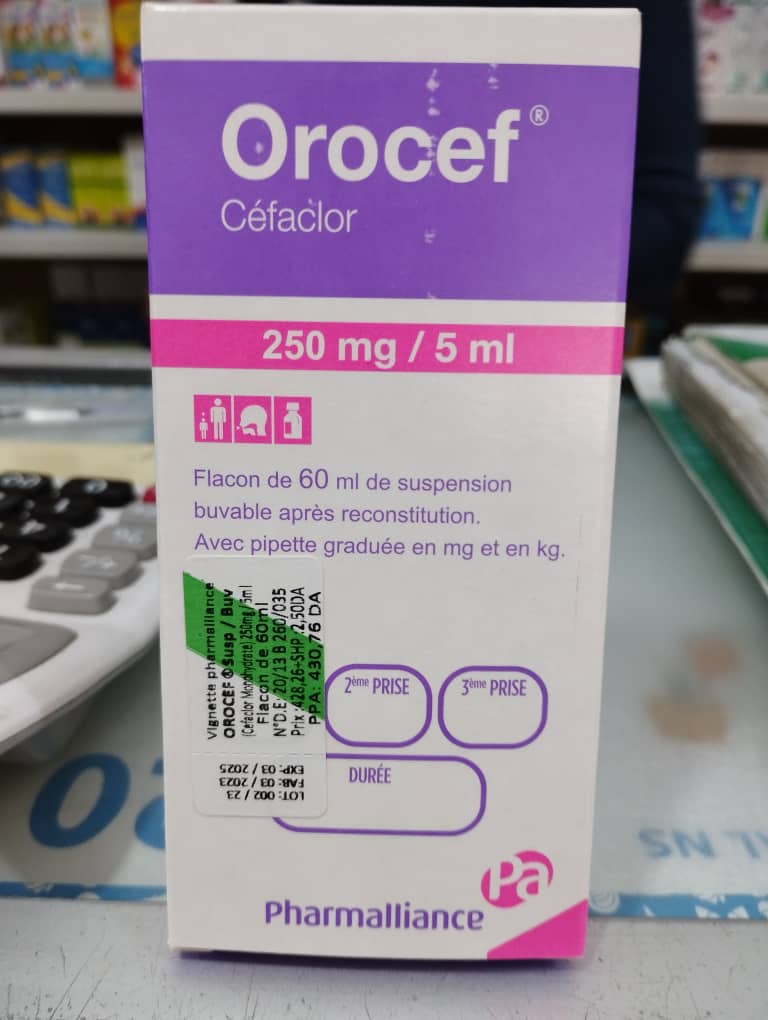 Orocef®
Céfaclor
250 mg / 5 ml
Flacon de 60 ml de suspension
buvable après reconstitution.
Avec pipette graduée en mg et en kg.
Vignette pharmalliance
OROCEF® Susp / Buv
(Cefaclor Monohydrate) 250mg/5ml
Flacon de 60ml
N°D.E: 20/13 B 260/035
Prix: 428,26+SHP: 2,50DA
PPA: 430,76 DA
LOT: 002 / 23
FAB: 03 / 2023
EXP: 03 / 2025
2ème PRISE
3ème PRISE
DURÉE
Pa
Pharmalliance